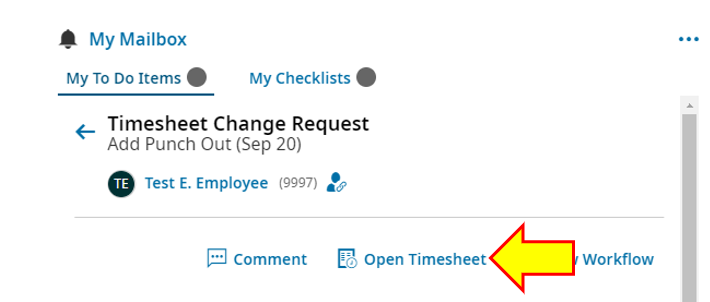 My Mailbox
My To Do Items
My Checklists
Timesheet Change Request
Add Punch Out (Sep 20)
TE Test E. Employee (9997)
Comment Open Timesheet Workflow